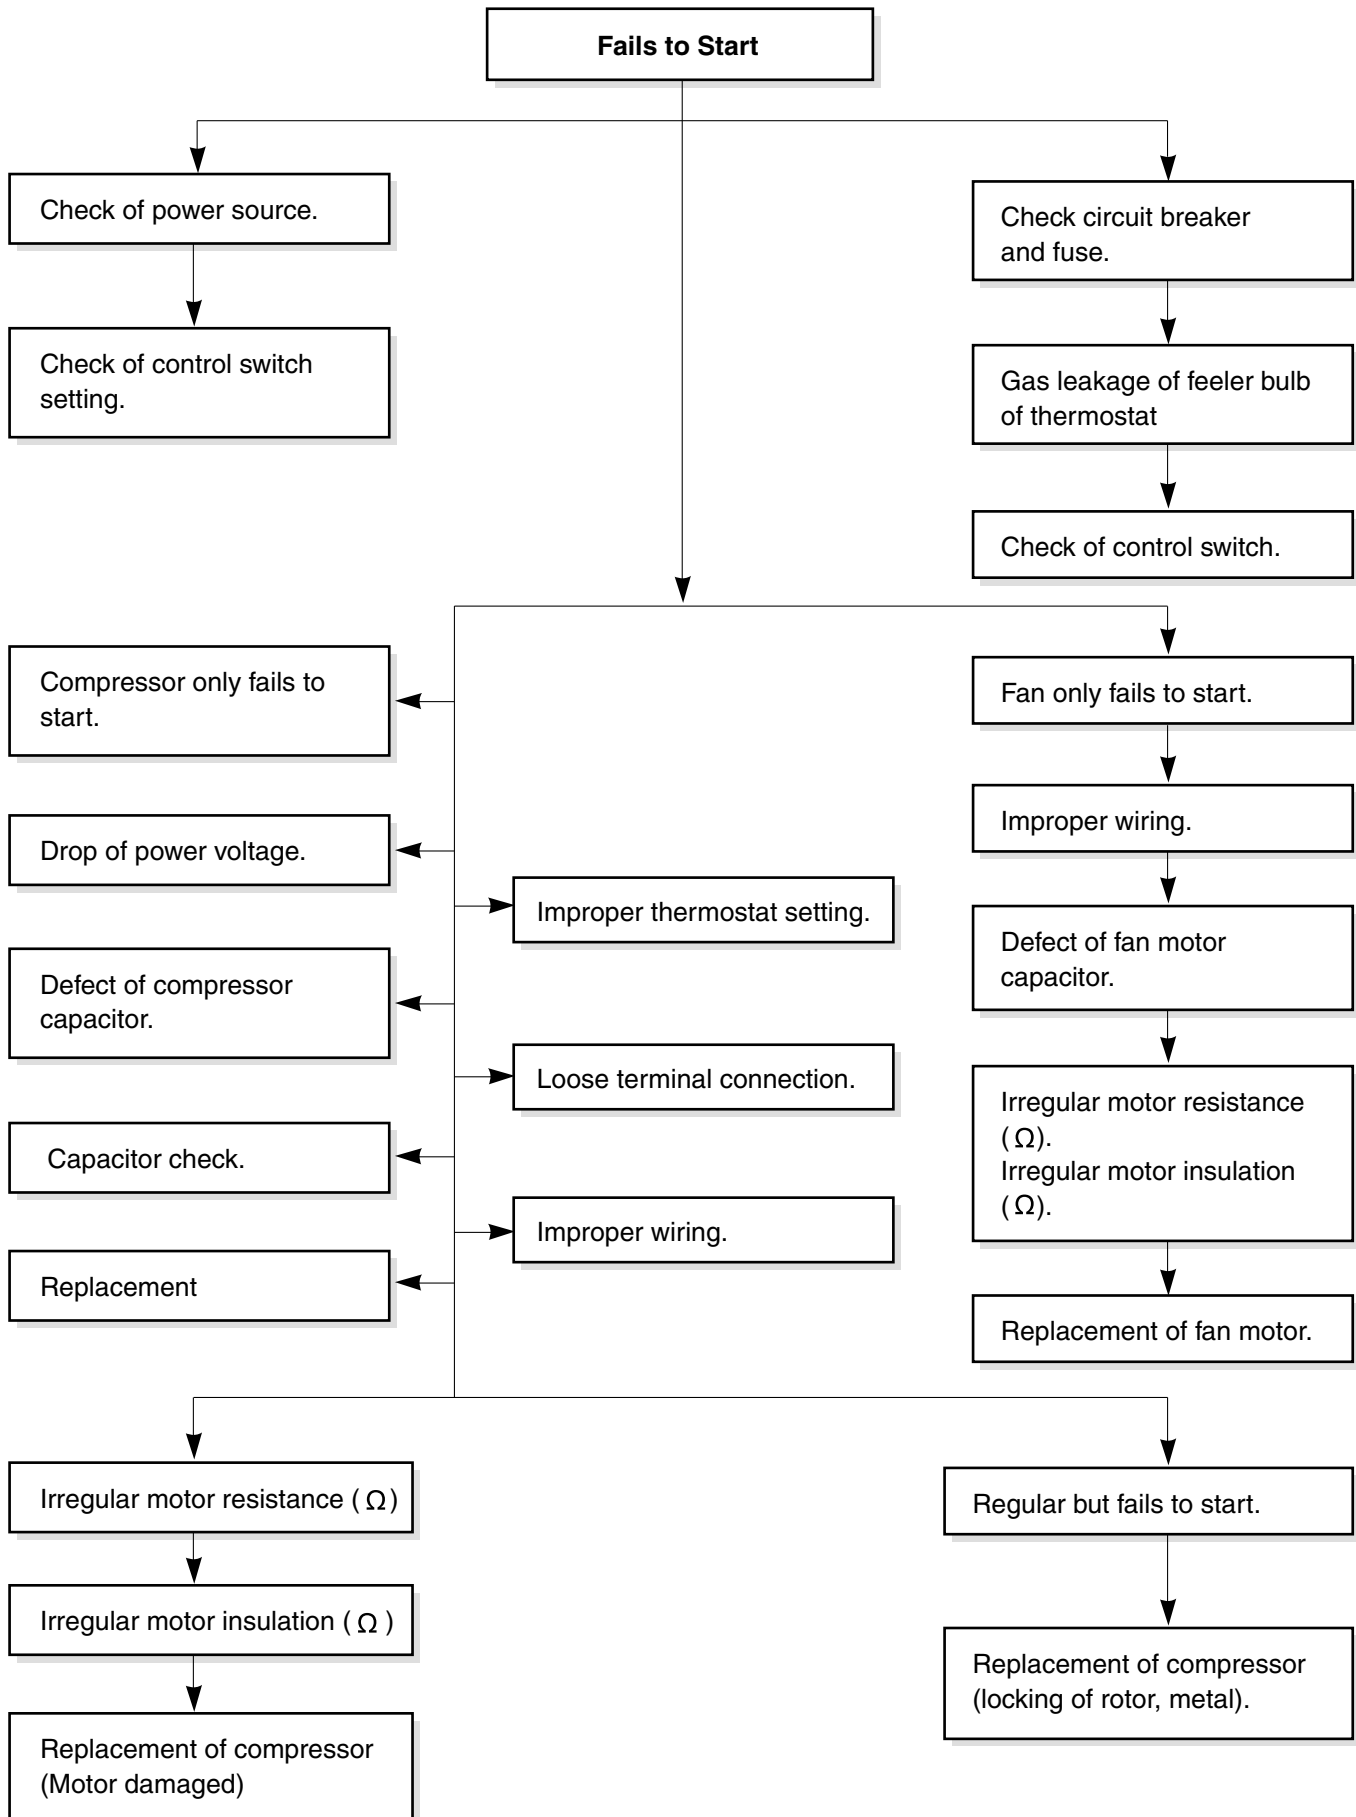 Fails to Start
Check of power source.
Check of control switch
setting.
Check circuit breaker
and fuse.
Gas leakage of feeler bulb
of thermostat
Check of control switch.
Compressor only fails to
start.
Drop of power voltage.
Defect of compressor
capacitor.
Capacitor check.
Replacement
Improper thermostat setting.
Loose terminal connection.
Improper wiring.
Fan only fails to start.
Improper wiring.
Defect of fan motor
capacitor.
Irregular motor resistance
(Ω).
Irregular motor insulation
(Ω).
Replacement of fan motor.
Irregular motor resistance (Ω)
Irregular motor insulation (Ω)
Replacement of compressor
(Motor damaged)
Regular but fails to start.
Replacement of compressor
(locking of rotor, metal).